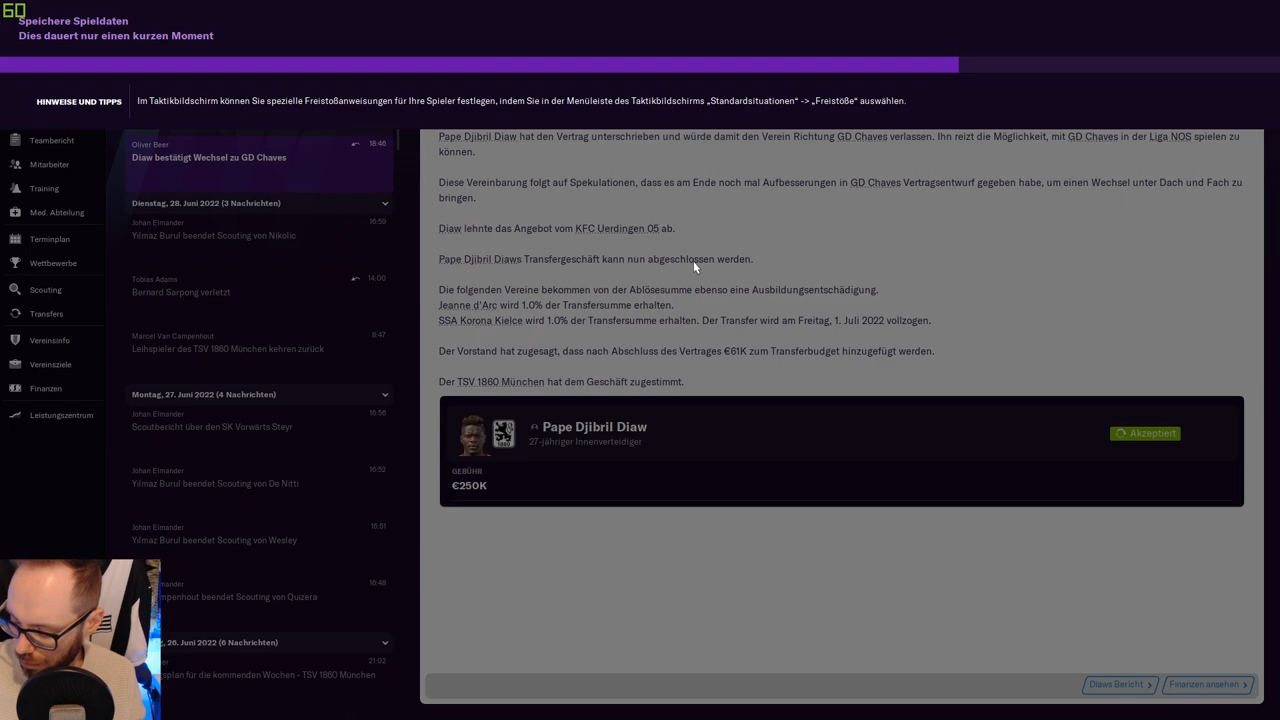 60
Speichere Spieldaten
Dies dauert nur einen kurzen Moment
HINWEISE UND TIPPS
Im Taktikbildschirm können Sie spezielle Freistoßanweisungen für Ihre Spieler festlegen, indem Sie in der Menüleiste des Taktikbildschirms „Standardsituationen" -> „Freistöße" auswählen.
Teambericht
Mitarbeiter
Training
Med. Abteilung
Terminplan
Wettbewerbe
Scouting
Transfers
Vereinsinfo
Vereinsziele
Finanzen
Leistungszentrum
Oliver Beer 18:46
Diaw bestätigt Wechsel zu GD Chaves
Dienstag, 28. Juni 2022 (3 Nachrichten)
Johan Elmander 16:59
Yilmaz Burul beendet Scouting von Nikolic
Tobias Adams 14:00
Bernard Sarpong verletzt
Marcel Van Campenhout 8:47
Leihspieler des TSV 1860 München kehren zurück
Montag, 27. Juni 2022 (4 Nachrichten)
Johan Elmander 16:56
Scoutbericht über den SK Vorwärts Steyr
Johan Elmander 16:52
Yilmaz Burul beendet Scouting von De Nitti
Johan Elmander 16:51
Yilmaz Burul beendet Scouting von Wesley
16:48
beendet Scouting von Quizera
26. Juni 2022 (6 Nachrichten)
21:02
für die kommenden Wochen - TSV 1860 München
Pape Djibril Diaw hat den Vertrag unterschrieben und würde damit den Verein Richtung GD Chaves verlassen. Ihn reizt die Möglichkeit, mit GD Chaves in der Liga NOS spielen zu
können.
Diese Vereinbarung folgt auf Spekulationen, dass es am Ende noch mal Aufbesserungen in GD Chaves Vertragsentwurf gegeben habe, um einen Wechsel unter Dach und Fach zu
bringen.
Diaw lehnte das Angebot vom KFC Uerdingen 05 ab.
Pape Djibril Diaws Transfergeschäft kann nun abgeschlossen werden.
Die folgenden Vereine bekommen von der Ablösesumme ebenso eine Ausbildungsentschädigung.
Jeanne d'Arc wird 1.0% der Transfersumme erhalten.
SSA Korona Kielce wird 1.0% der Transfersumme erhalten. Der Transfer wird am Freitag, 1. Juli 2022 vollzogen.
Der Vorstand hat zugesagt, dass nach Abschluss des Vertrages €61K zum Transferbudget hinzugefügt werden.
Der TSV 1860 München hat dem Geschäft zugestimmt.
Pape Djibril Diaw
27-jähriger Innenverteidiger
Akzeptiert
GEBÜHR
€250K
Diaws Bericht
Finanzen ansehen